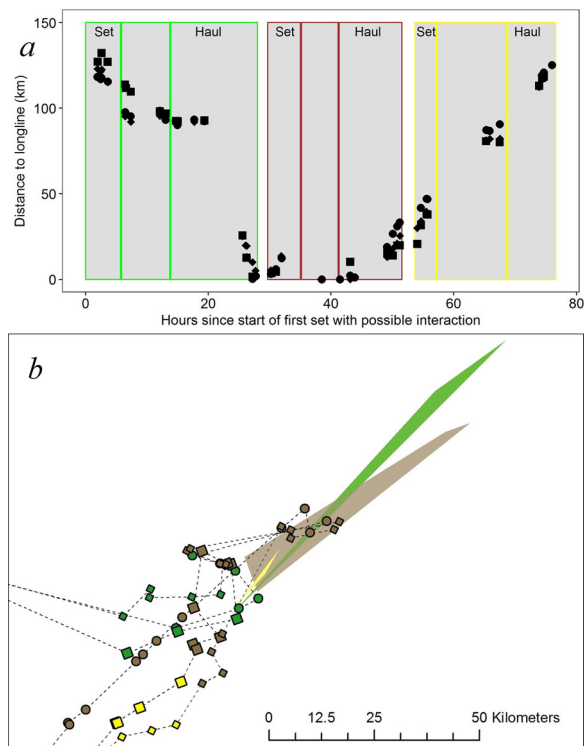 a
Set Haul Set Haul Set Haul
150
100
50
0
Distance to longline (km)
0 20 40 60 80
Hours since start of first set with possible interaction
b
0 12.5 25 50 Kilometers